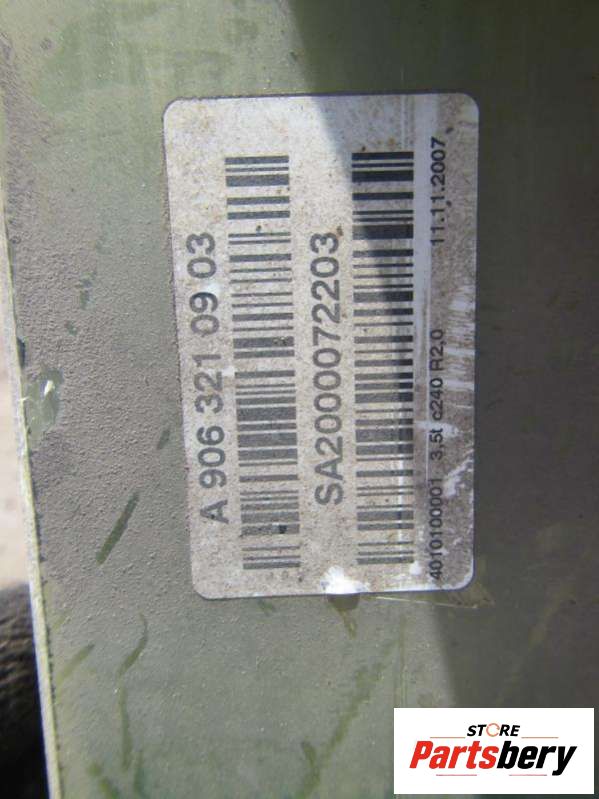 A 906 321 09 03
SA2000072203
4010100001 3,5t c240 R2.0 11.11.2007
STORE
Partsbery